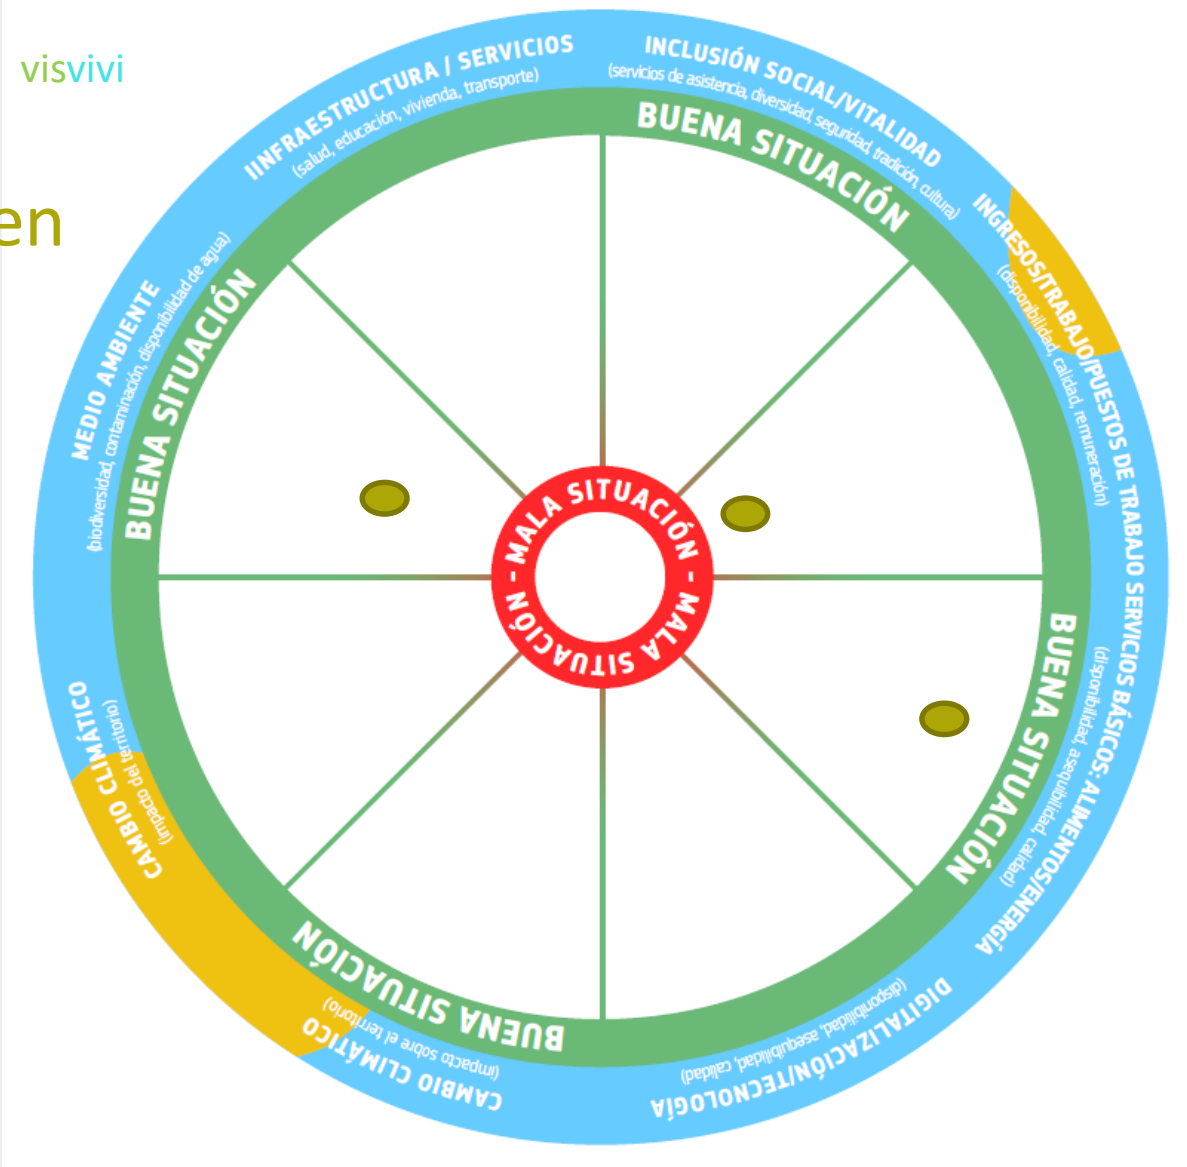 visvivi
en
IINFRAESTRUCTURA / SERVICIOS
(salud, educación, vivienda, transporte)
INCLUSIÓN SOCIAL/VITALIDAD
(servicios de asistencia, diversidad, seguridad, tradición, cultura)
BUENA SITUACIÓN
INGRESOS/TRABAJO/PUESTOS DE TRABAJO
(disponibilidad, calidad, remuneración)
SERVICIOS BÁSICOS: ALIMENTOS/ENERGÍA
(disponibilidad, asequibilidad, calidad)
BUENA SITUACIÓN
DIGITALIZACIÓN/TECNOLOGÍA
(disponibilidad, asequibilidad, calidad)
CAMBIO CLIMÁTICO
(impacto sobre el territorio)
BUENA SITUACIÓN
CAMBIO CLIMÁTICO
(impacto del territorio)
MEDIO AMBIENTE
(biodiversidad, contaminación, disponibilidad de agua)
BUENA SITUACIÓN
MALA SITUACIÓN - MALA SITUACIÓN -